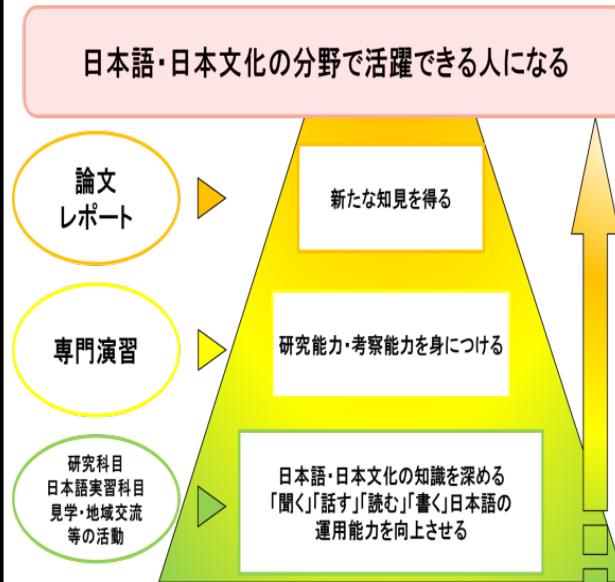 日本語・日本文化の分野で活躍できる人になる
論文
レポート
新たな知見を得る
専門演習
研究能力・考察能力を身につける
研究科目
日本語実習科目
見学・地域交流
等の活動
日本語・日本文化の知識を深める
「聞く」「話す」「読む」「書く」日本語の
運用能力を向上させる